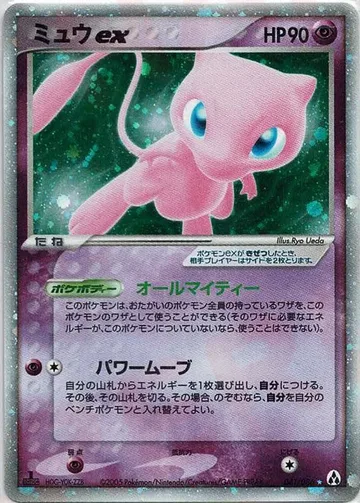 ミュウex HP90
たね
Illus.Ryo Ueda
ポケモンexがきぜつしたとき、
相手プレイヤーはサイドを2枚とります。
ポケボディー オールマイティー
このポケモンは、おたがいのポケモン全員の持っているワザを、この
ポケモンのワザとして使うことができる（そのワザに必要なエネル
ギーが、このポケモンについていないなら、使うことはできない）。
パワームーブ
自分の山札からエネルギーを1枚選び出し、自分につける。
その後、山札を切る。その場合、のぞむなら、自分を自分の
ベンチポケモンと入れ替えてよい。
弱点 抵抗力 にげる
©2005 Pokémon/Nintendo/Creatures/GAME FREAK